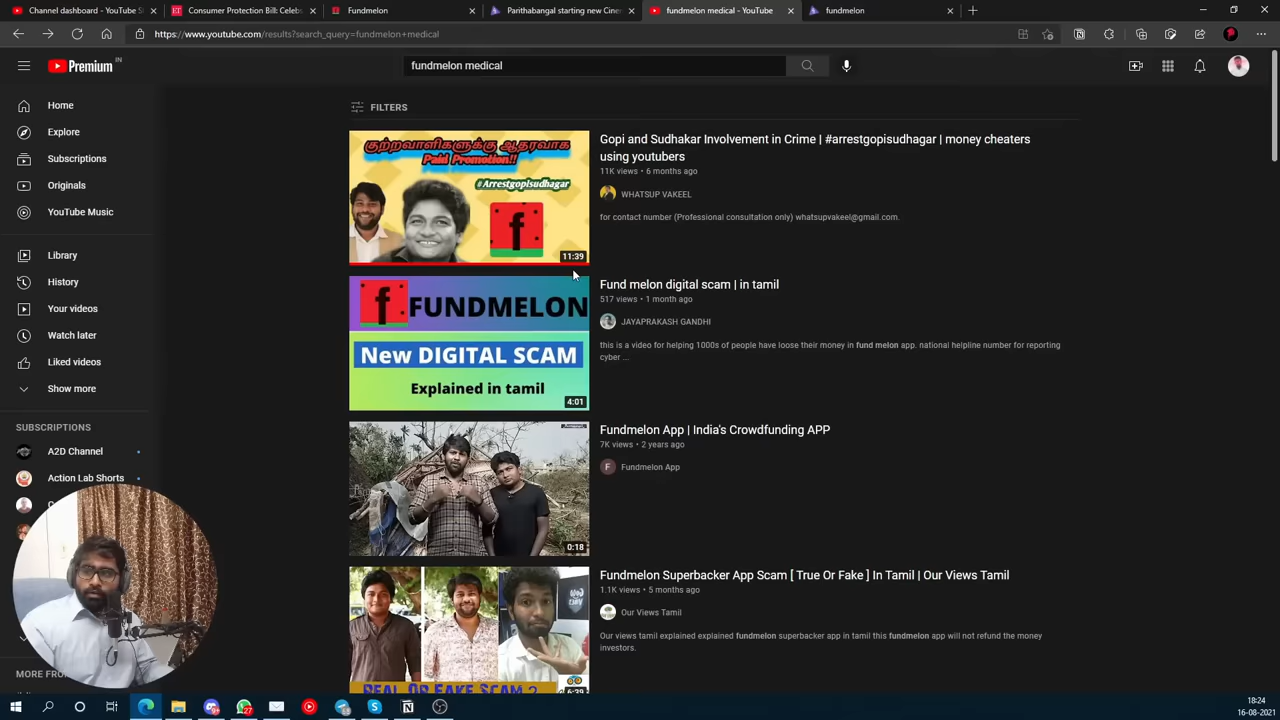 Channel dashboard - YouTube S
Consumer Protection Bill: Celebs
Fundmelon
Parithabangal starting new Cine
fundmelon medical - YouTube
fundmelon
https://www.youtube.com/results?search_query=fundmelon+medical
Premium
IN
fundmelon medical
Home
Explore
Subscriptions
Originals
YouTube Music
Library
History
Your videos
Watch later
Liked videos
Show more
SUBSCRIPTIONS
A2D Channel
Action Lab Shorts
MORE FRO
FILTERS
குற்றவாளிகளுக்கு ஆதரவாக
Paid Promotion!!
#Arrestgopisudhagar
f
11:39
Gopi and Sudhakar Involvement in Crime | #arrestgopisudhagar | money cheaters
using youtubers
11K views • 6 months ago
WHATSUP VAKEEL
for contact number (Professional consultation only) whatsupvakeel@gmail.com.
f FUNDMELON
New DIGITAL SCAM
Explained in tamil
4:01
Fund melon digital scam | in tamil
517 views • 1 month ago
JAYAPRAKASH GANDHI
this is a video for helping 1000s of people have loose their money in fund melon app. national helpline number for reporting
cyber ...
0:18
Fundmelon App | India's Crowdfunding APP
7K views • 2 years ago
F
Fundmelon App
REAL OR FAKE SCAM ?
6:39
Fundmelon Superbacker App Scam [ True Or Fake ] In Tamil | Our Views Tamil
1.1K views • 5 months ago
Our Views Tamil
Our views tamil explained explained fundmelon superbacker app in tamil this fundmelon app will not refund the money
investors.
27
18:24
16-08-2021